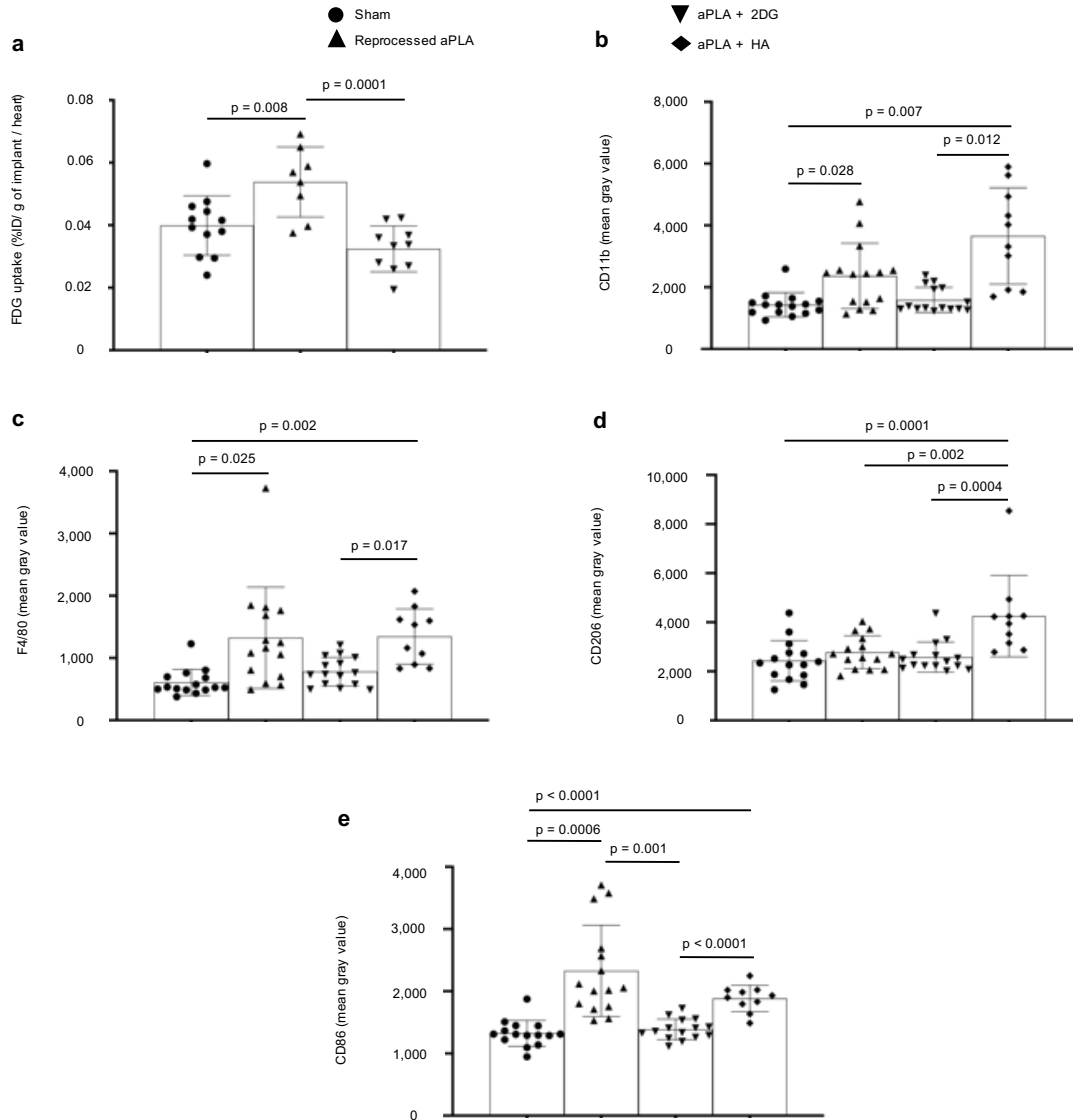 Sham
Reprocessed aPLA
aPLA + 2DG
aPLA + HA
a
FDG uptake (%ID/ g of implant / heart)
0.08
0.06
0.04
0.02
0
p = 0.008
p = 0.0001
b
CD11b (mean gray value)
8,000
6,000
4,000
2,000
0
p = 0.007
p = 0.012
p = 0.028
c
F4/80 (mean gray value)
4,000
3,000
2,000
1,000
0
p = 0.002
p = 0.025
p = 0.017
d
CD206 (mean gray value)
10,000
8,000
6,000
4,000
2,000
0
p = 0.0001
p = 0.002
p = 0.0004
e
CD86 (mean gray value)
4,000
3,000
2,000
1,000
0
p < 0.0001
p = 0.0006
p = 0.001
p < 0.0001